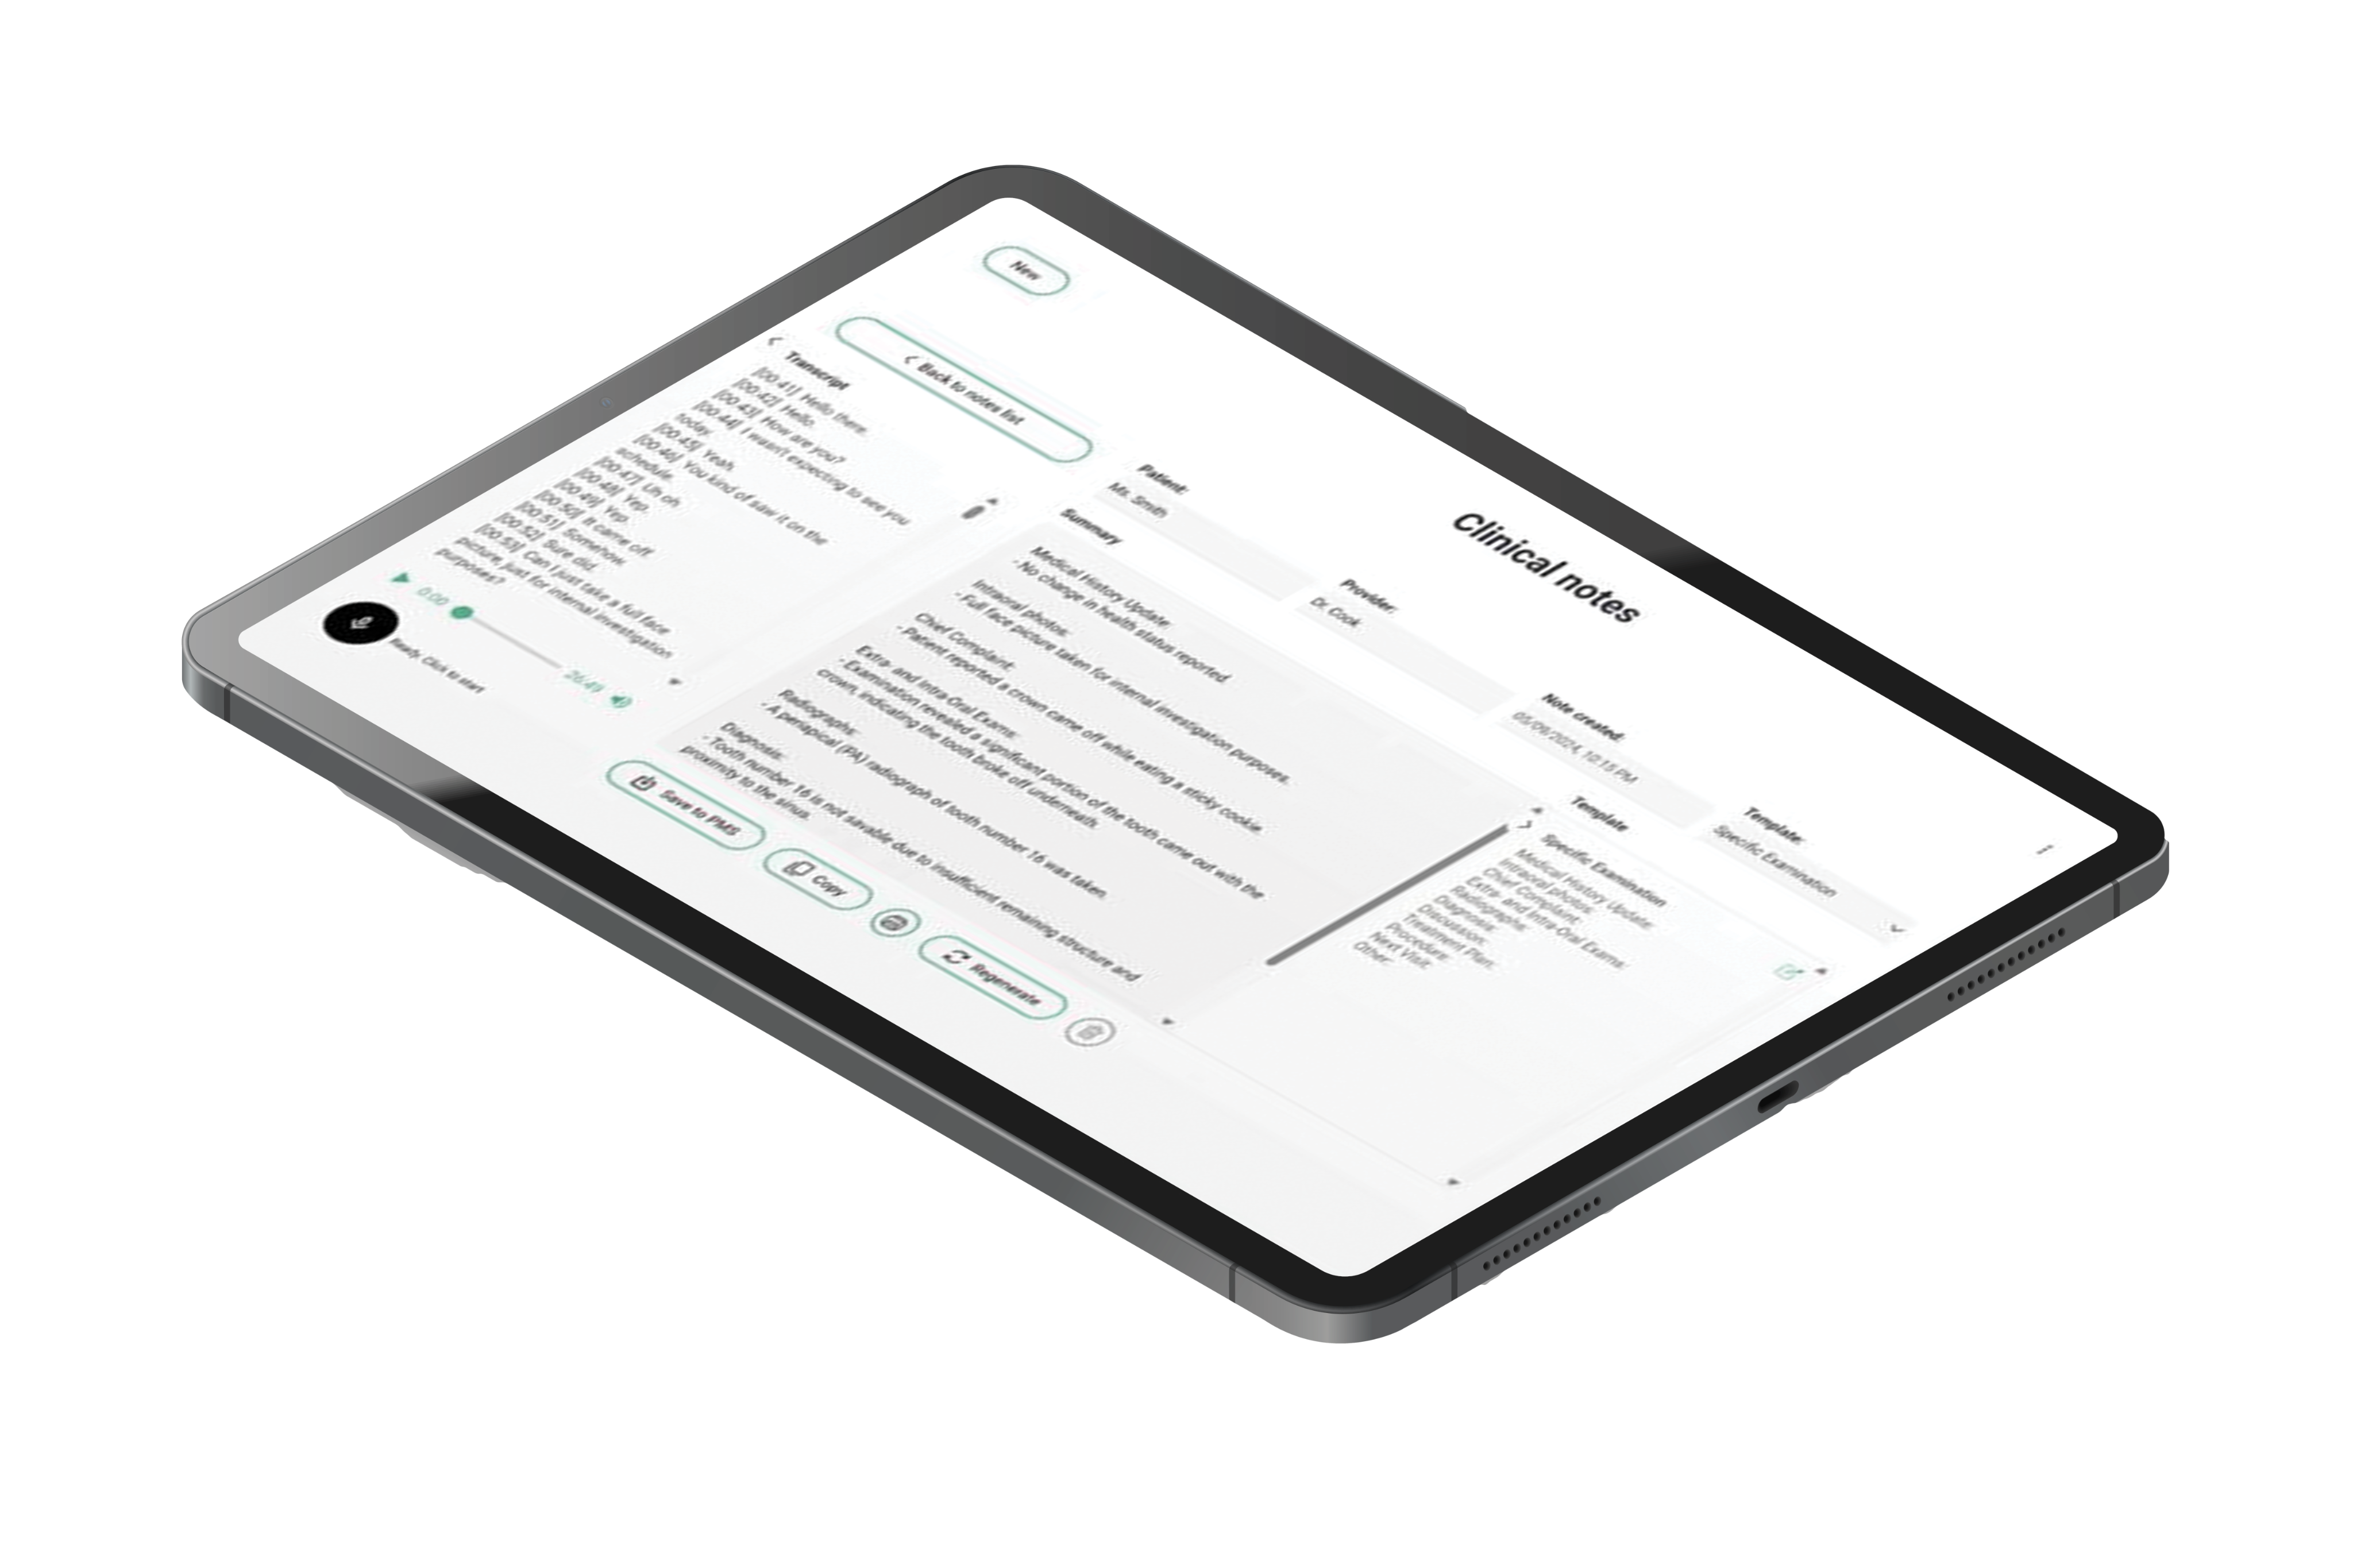 New
Clinical notes
Back to notes list
Patient:
Ms. Smith
Provider:
Dr. Cook
Note created:
05/06/2024, 10:15 PM
Template:
Specific Examination
Transcript
[00:41] Hello there.
[00:42] Hello.
[00:43] How are you?
[00:44] I wasn't expecting to see you
today.
[00:45] Yeah.
[00:46] You kind of saw it on the
schedule.
[00:47] Uh oh
[00:48] Yep.
[00:49] Yep.
[00:50] It came off.
[00:51] Somehow.
[00:52] Sure did.
[00:53] Can I just take a full face
picture, just for internal investigation
purposes?
0:00
26:49
Ready. Click to start
Summary
Medical History Update:
- No change in health status reported.
Intraoral photos:
- Full face picture taken for internal investigation purposes.
Chief Complaint:
- Patient reported a crown came off while eating a sticky cookie.
Extra- and Intra-Oral Exams:
- Examination revealed a significant portion of the tooth came out with the
crown, indicating the tooth broke off underneath.
Radiographs:
- A periapical (PA) radiograph of tooth number 16 was taken.
Diagnosis:
- Tooth number 16 is not savable due to insufficient remaining structure and
proximity to the sinus.
Save to PMS
Copy
Regenerate
Template
Specific Examination
Medical History Update:
Intraoral photos:
Chief Complaint:
Extra- and Intra-Oral Exams:
Radiographs:
Diagnosis:
Discussion:
Treatment Plan:
Procedure:
Next Visit:
Other: